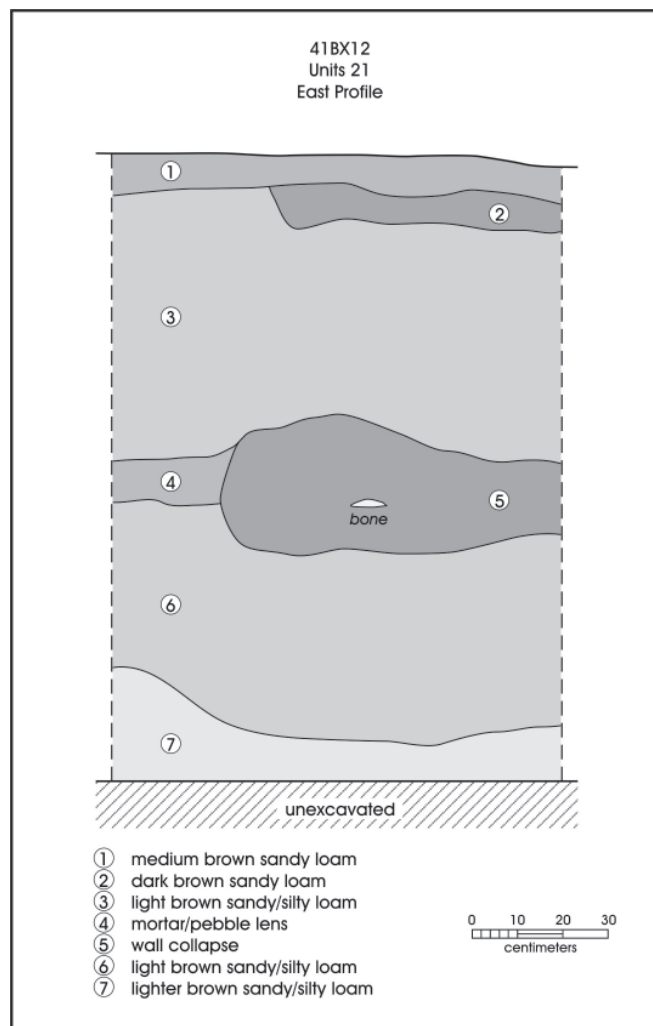 41BX12
Units 21
East Profile
1
2
3
4
5
bone
6
7
unexcavated
1 medium brown sandy loam
2 dark brown sandy loam
3 light brown sandy/silty loam
4 mortar/pebble lens
5 wall collapse
6 light brown sandy/silty loam
7 lighter brown sandy/silty loam
0 10 20 30
centimeters